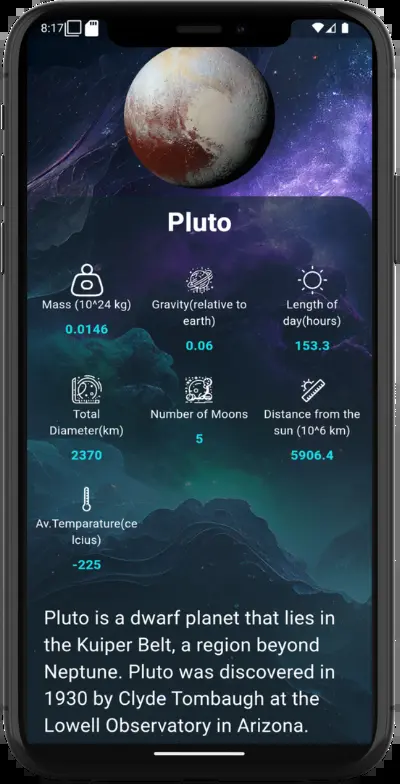 8:17
Pluto
Mass (10^24 kg)
0.0146
Gravity(relative to
earth)
0.06
Length of
day(hours)
153.3
Total
Diameter(km)
2370
Number of Moons
5
Distance from the
sun (10^6 km)
5906.4
Av.Temparature(ce
lcius)
-225
Pluto is a dwarf planet that lies in
the Kuiper Belt, a region beyond
Neptune. Pluto was discovered in
1930 by Clyde Tombaugh at the
Lowell Observatory in Arizona.